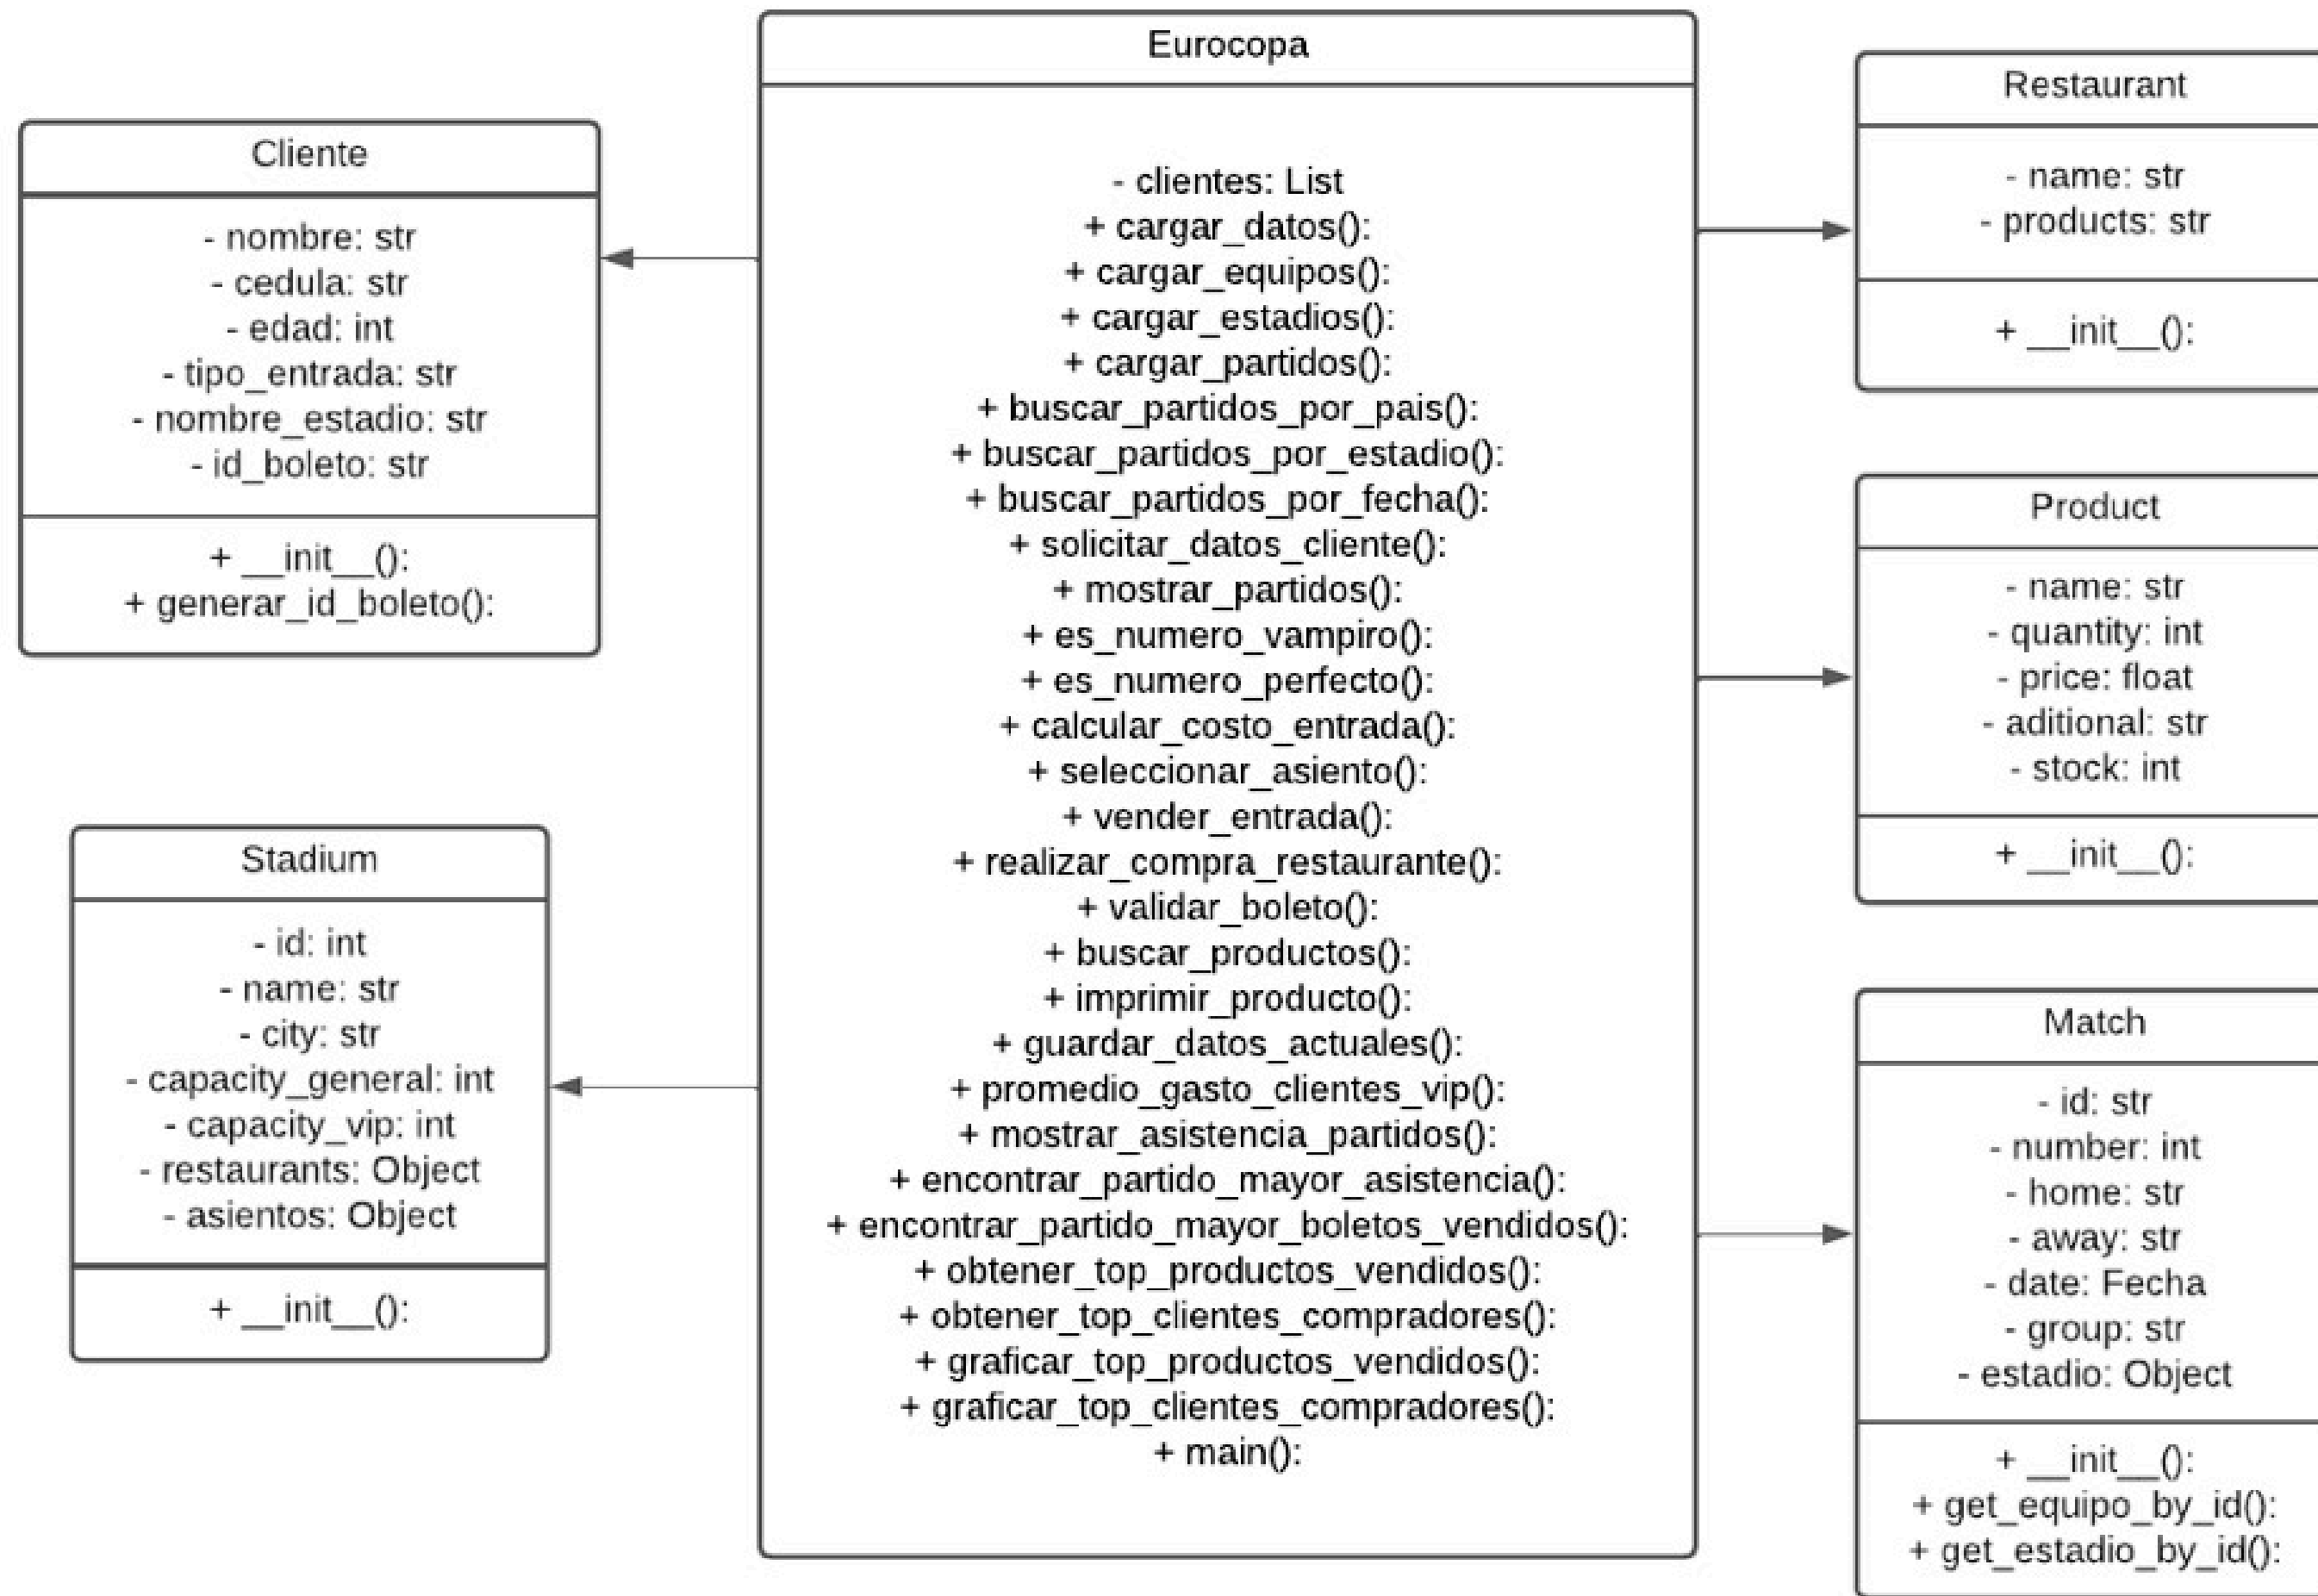 Cliente
- nombre: str
- cedula: str
- edad: int
- tipo_entrada: str
- nombre_estadio: str
- id_boleto: str
+ __init__():
+ generar_id_boleto():
Stadium
- id: int
- name: str
- city: str
- capacity_general: int
- capacity_vip: int
- restaurants: Object
- asientos: Object
+ __init__():
Eurocopa
- clientes: List
+ cargar_datos():
+ cargar_equipos():
+ cargar_estadios():
+ cargar_partidos():
+ buscar_partidos_por_pais():
+ buscar_partidos_por_estadio():
+ buscar_partidos_por_fecha():
+ solicitar_datos_cliente():
+ mostrar_partidos():
+ es_numero_vampiro():
+ es_numero_perfecto():
+ calcular_costo_entrada():
+ seleccionar_asiento():
+ vender_entrada():
+ realizar_compra_restaurante():
+ validar_boleto():
+ buscar_productos():
+ imprimir_producto():
+ guardar_datos_actuales():
+ promedio_gasto_clientes_vip():
+ mostrar_asistencia_partidos():
+ encontrar_partido_mayor_asistencia():
+ encontrar_partido_mayor_boletos_vendidos():
+ obtener_top_productos_vendidos():
+ obtener_top_clientes_compradores():
+ graficar_top_productos_vendidos():
+ graficar_top_clientes_compradores():
+ main():
Restaurant
- name: str
- products: str
+ __init__():
Product
- name: str
- quantity: int
- price: float
- aditional: str
- stock: int
+ __init__():
Match
- id: str
- number: int
- home: str
- away: str
- date: Fecha
- group: str
- estadio: Object
+ __init__():
+ get_equipo_by_id():
+ get_estadio_by_id():